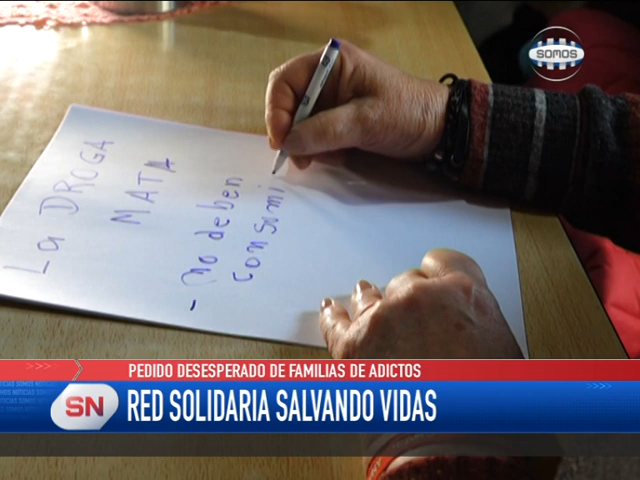 SOMOS
La DROGA
MATA
- no deben
consumi
>>>
PEDIDO DESESPERADO DE FAMILIAS DE ADICTOS
SN
RED SOLIDARIA SALVANDO VIDAS
>>>>